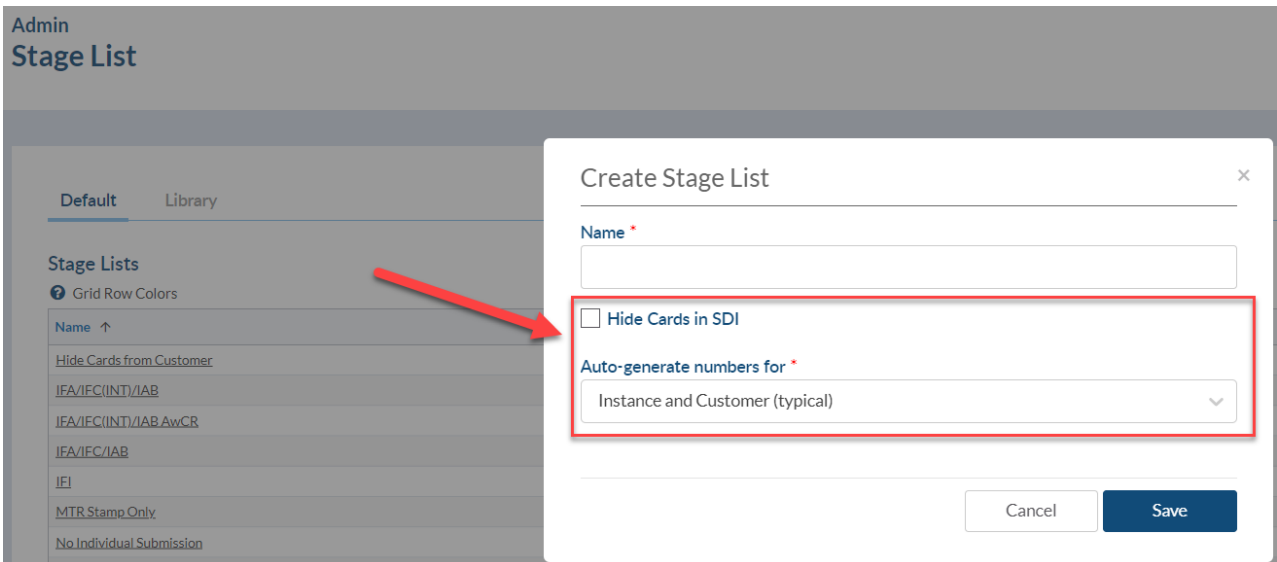 Admin
Stage List
Default Library
Stage Lists
? Grid Row Colors
Name ↑
Hide Cards from Customer
IFA/IFC(INT)/IAB
IFA/IFC(INT)/IAB AwCR
IFA/IFC/IAB
IFI
MTR Stamp Only
No Individual Submission
Create Stage List ×
Name *
Hide Cards in SDI
Auto-generate numbers for *
Instance and Customer (typical)
Cancel Save